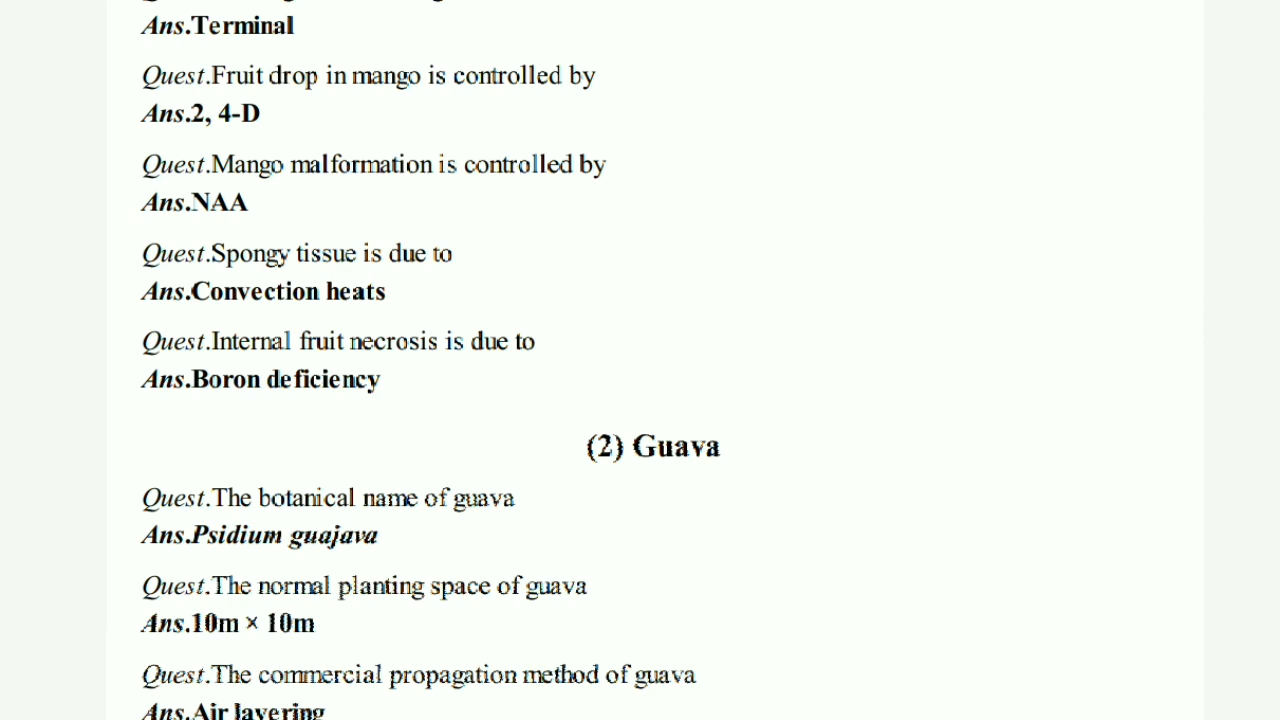 Ans.Terminal
Quest.Fruit drop in mango is controlled by
Ans.2, 4-D
Quest.Mango malformation is controlled by
Ans.NAA
Quest.Spongy tissue is due to
Ans.Convection heats
Quest.Internal fruit necrosis is due to
Ans.Boron deficiency
(2) Guava
Quest.The botanical name of guava
Ans.Psidium guajava
Quest.The normal planting space of guava
Ans.10m × 10m
Quest.The commercial propagation method of guava
Ans.Air layering